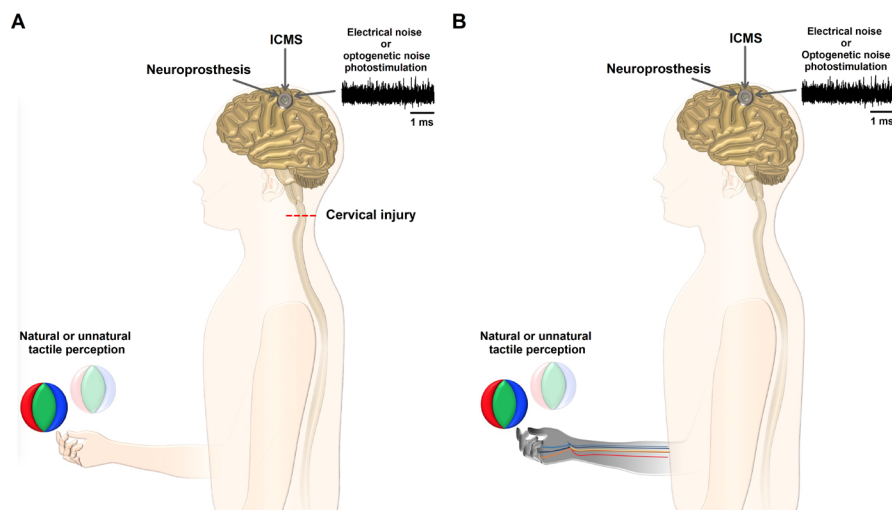 A
ICMS
Neuroprosthesis
Electrical noise
or
optogenetic noise
photostimulation
1 ms
Cervical injury
Natural or unnatural
tactile perception
B
ICMS
Neuroprosthesis
Electrical noise
or
Optogenetic noise
photostimulation
1 ms
Natural or unnatural
tactile perception